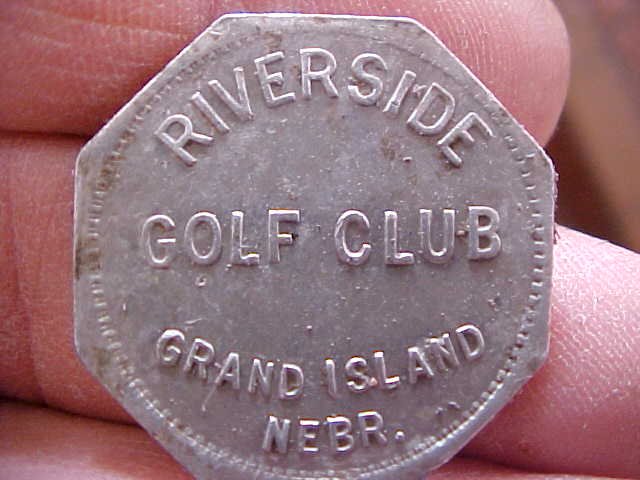 RIVERSIDE
GOLF CLUB
GRAND ISLAND
NEBR.